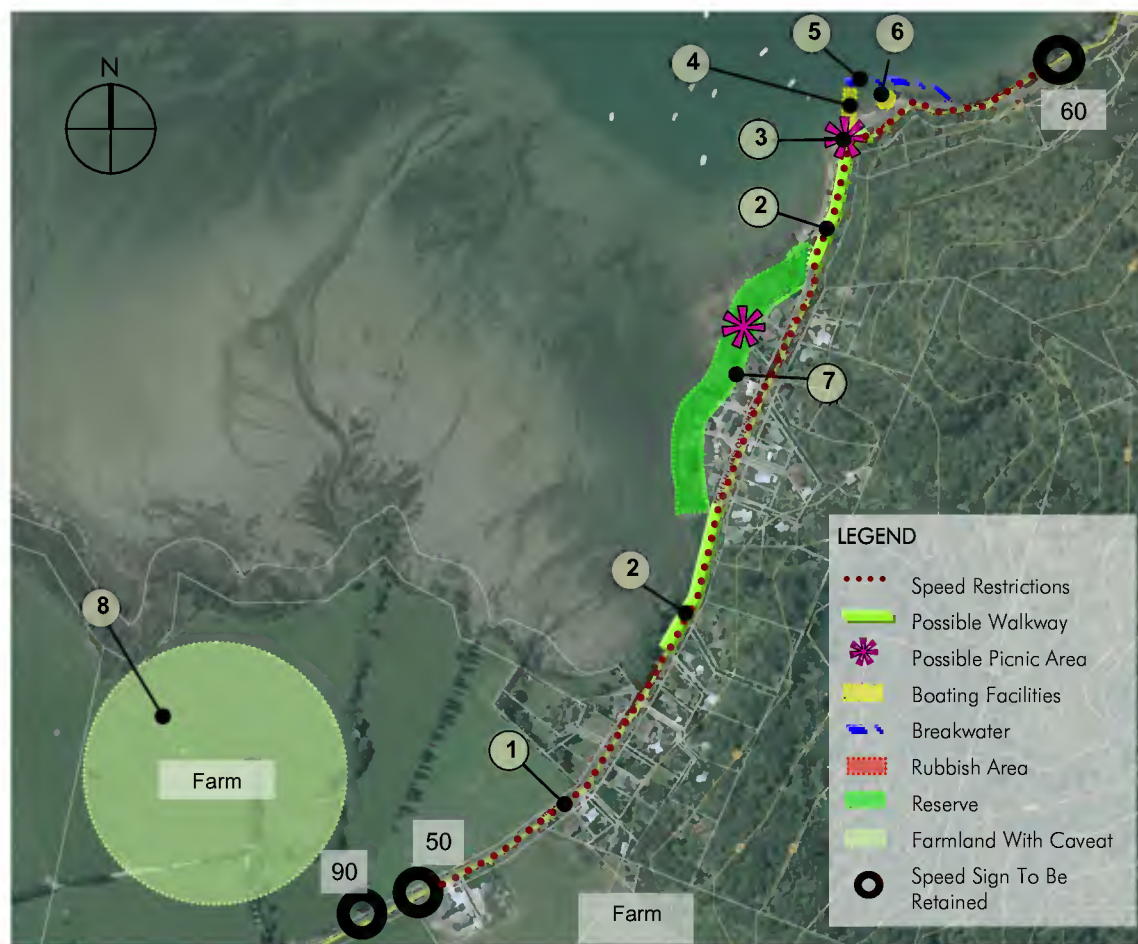 N
5
6
4
60
3
2
7
LEGEND
Speed Restrictions
Possible Walkway
Possible Picnic Area
Boating Facilities
Breakwater
Rubbish Area
Reserve
Farmland With Caveat
Speed Sign To Be
Retained
2
8
1
Farm
50
90
Farm